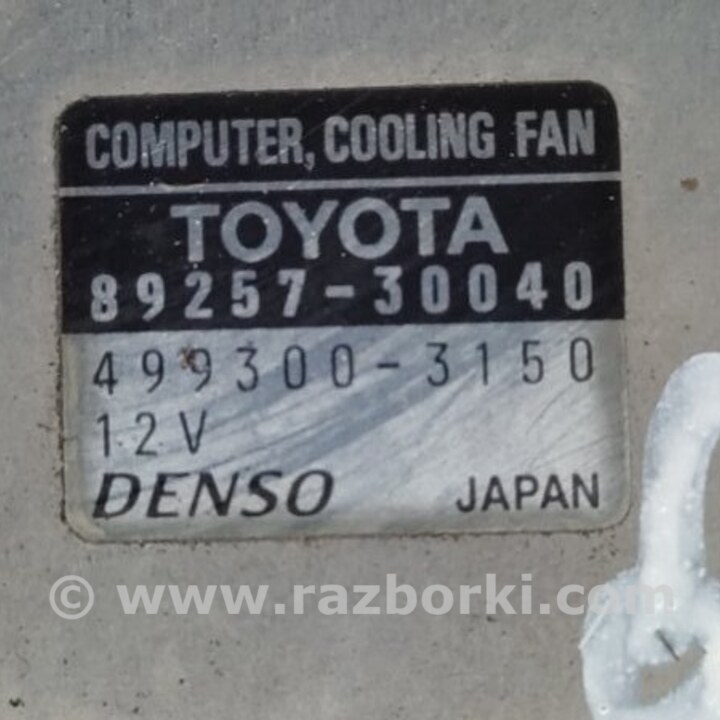 COMPUTER, COOLING FAN
TOYOTA
89257-30040
499300-3150
12V
DENSO JAPAN
© www.razborki.com